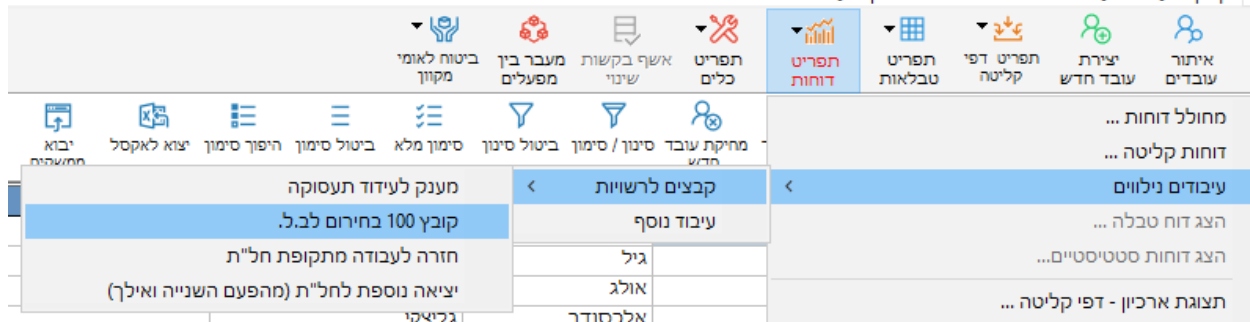 איתור עובדים
יצירת עובד חדש
תפריט דפי קליטה
תפריט טבלאות
תפריט דוחות
תפריט כלים
אשף בקשות שינוי
מעבר בין מפעלים
ביטוח לאומי מקוון
מחיקת עובד חדש
סינון / סימון
ביטול סינון
סימון מלא
ביטול סימון
היפוך סימון
יצוא לאקסל
יבוא ממשקים
מחולל דוחות ...
דוחות קליטה ...
עיבודים נילווים
הצג דוח טבלה ...
הצג דוחות סטטיסטיים...
תצוגת ארכיון - דפי קליטה ...
קבצים לרשויות
עיבוד נוסף
מענק לעידוד תעסוקה
קובץ 100 בחירום לב.ל.
חזרה לעבודה מתקופת חל"ת
יציאה נוספת לחל"ת (מהפעם השנייה ואילך)
גיל
אולג
אלכסנדר
גליצקי